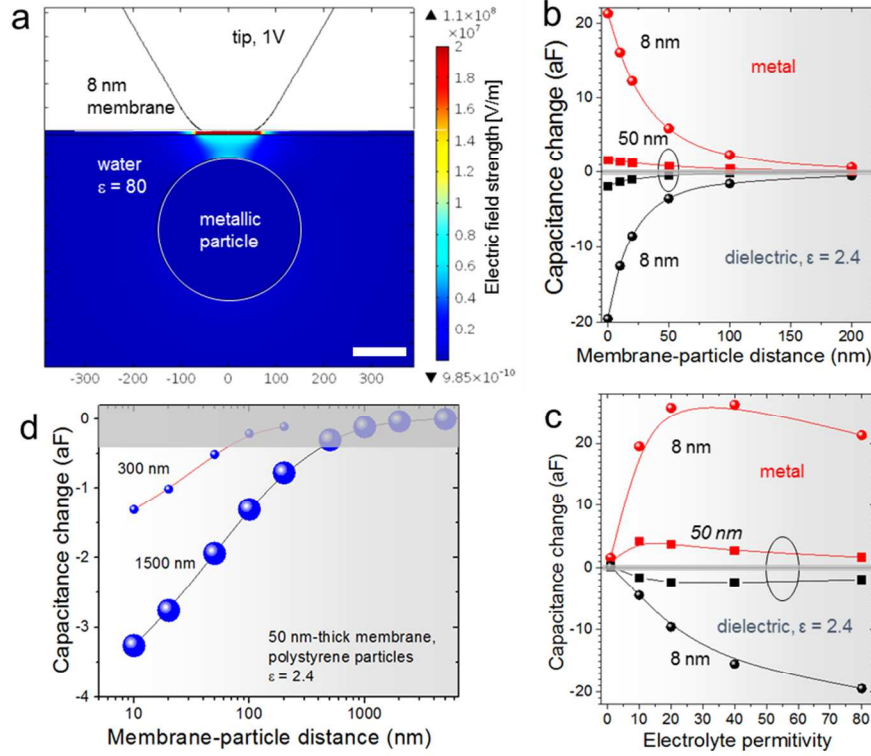 a
tip, 1V
8 nm
membrane
water
ε = 80
metallic
particle
-300 -200 -100 0 100 200 300
1.1×10⁸
×10⁷
2
1.8
1.6
1.4
1.2
1
0.8
0.6
0.4
0.2
9.85×10⁻¹⁰
Electric field strength [V/m]
b
Capacitance change (aF)
20
10
0
-10
-20
8 nm
metal
50 nm
8 nm
dielectric, ε = 2.4
0 50 100 150 200
Membrane-particle distance (nm)
d
Capacitance change (aF)
0
-1
-2
-3
-4
300 nm
1500 nm
50 nm-thick membrane,
polystyrene particles
ε = 2.4
10 100 1000
Membrane-particle distance (nm)
c
Capacitance change (aF)
20
10
0
-10
-20
8 nm
metal
50 nm
dielectric, ε = 2.4
8 nm
0 20 40 60 80
Electrolyte permitivity